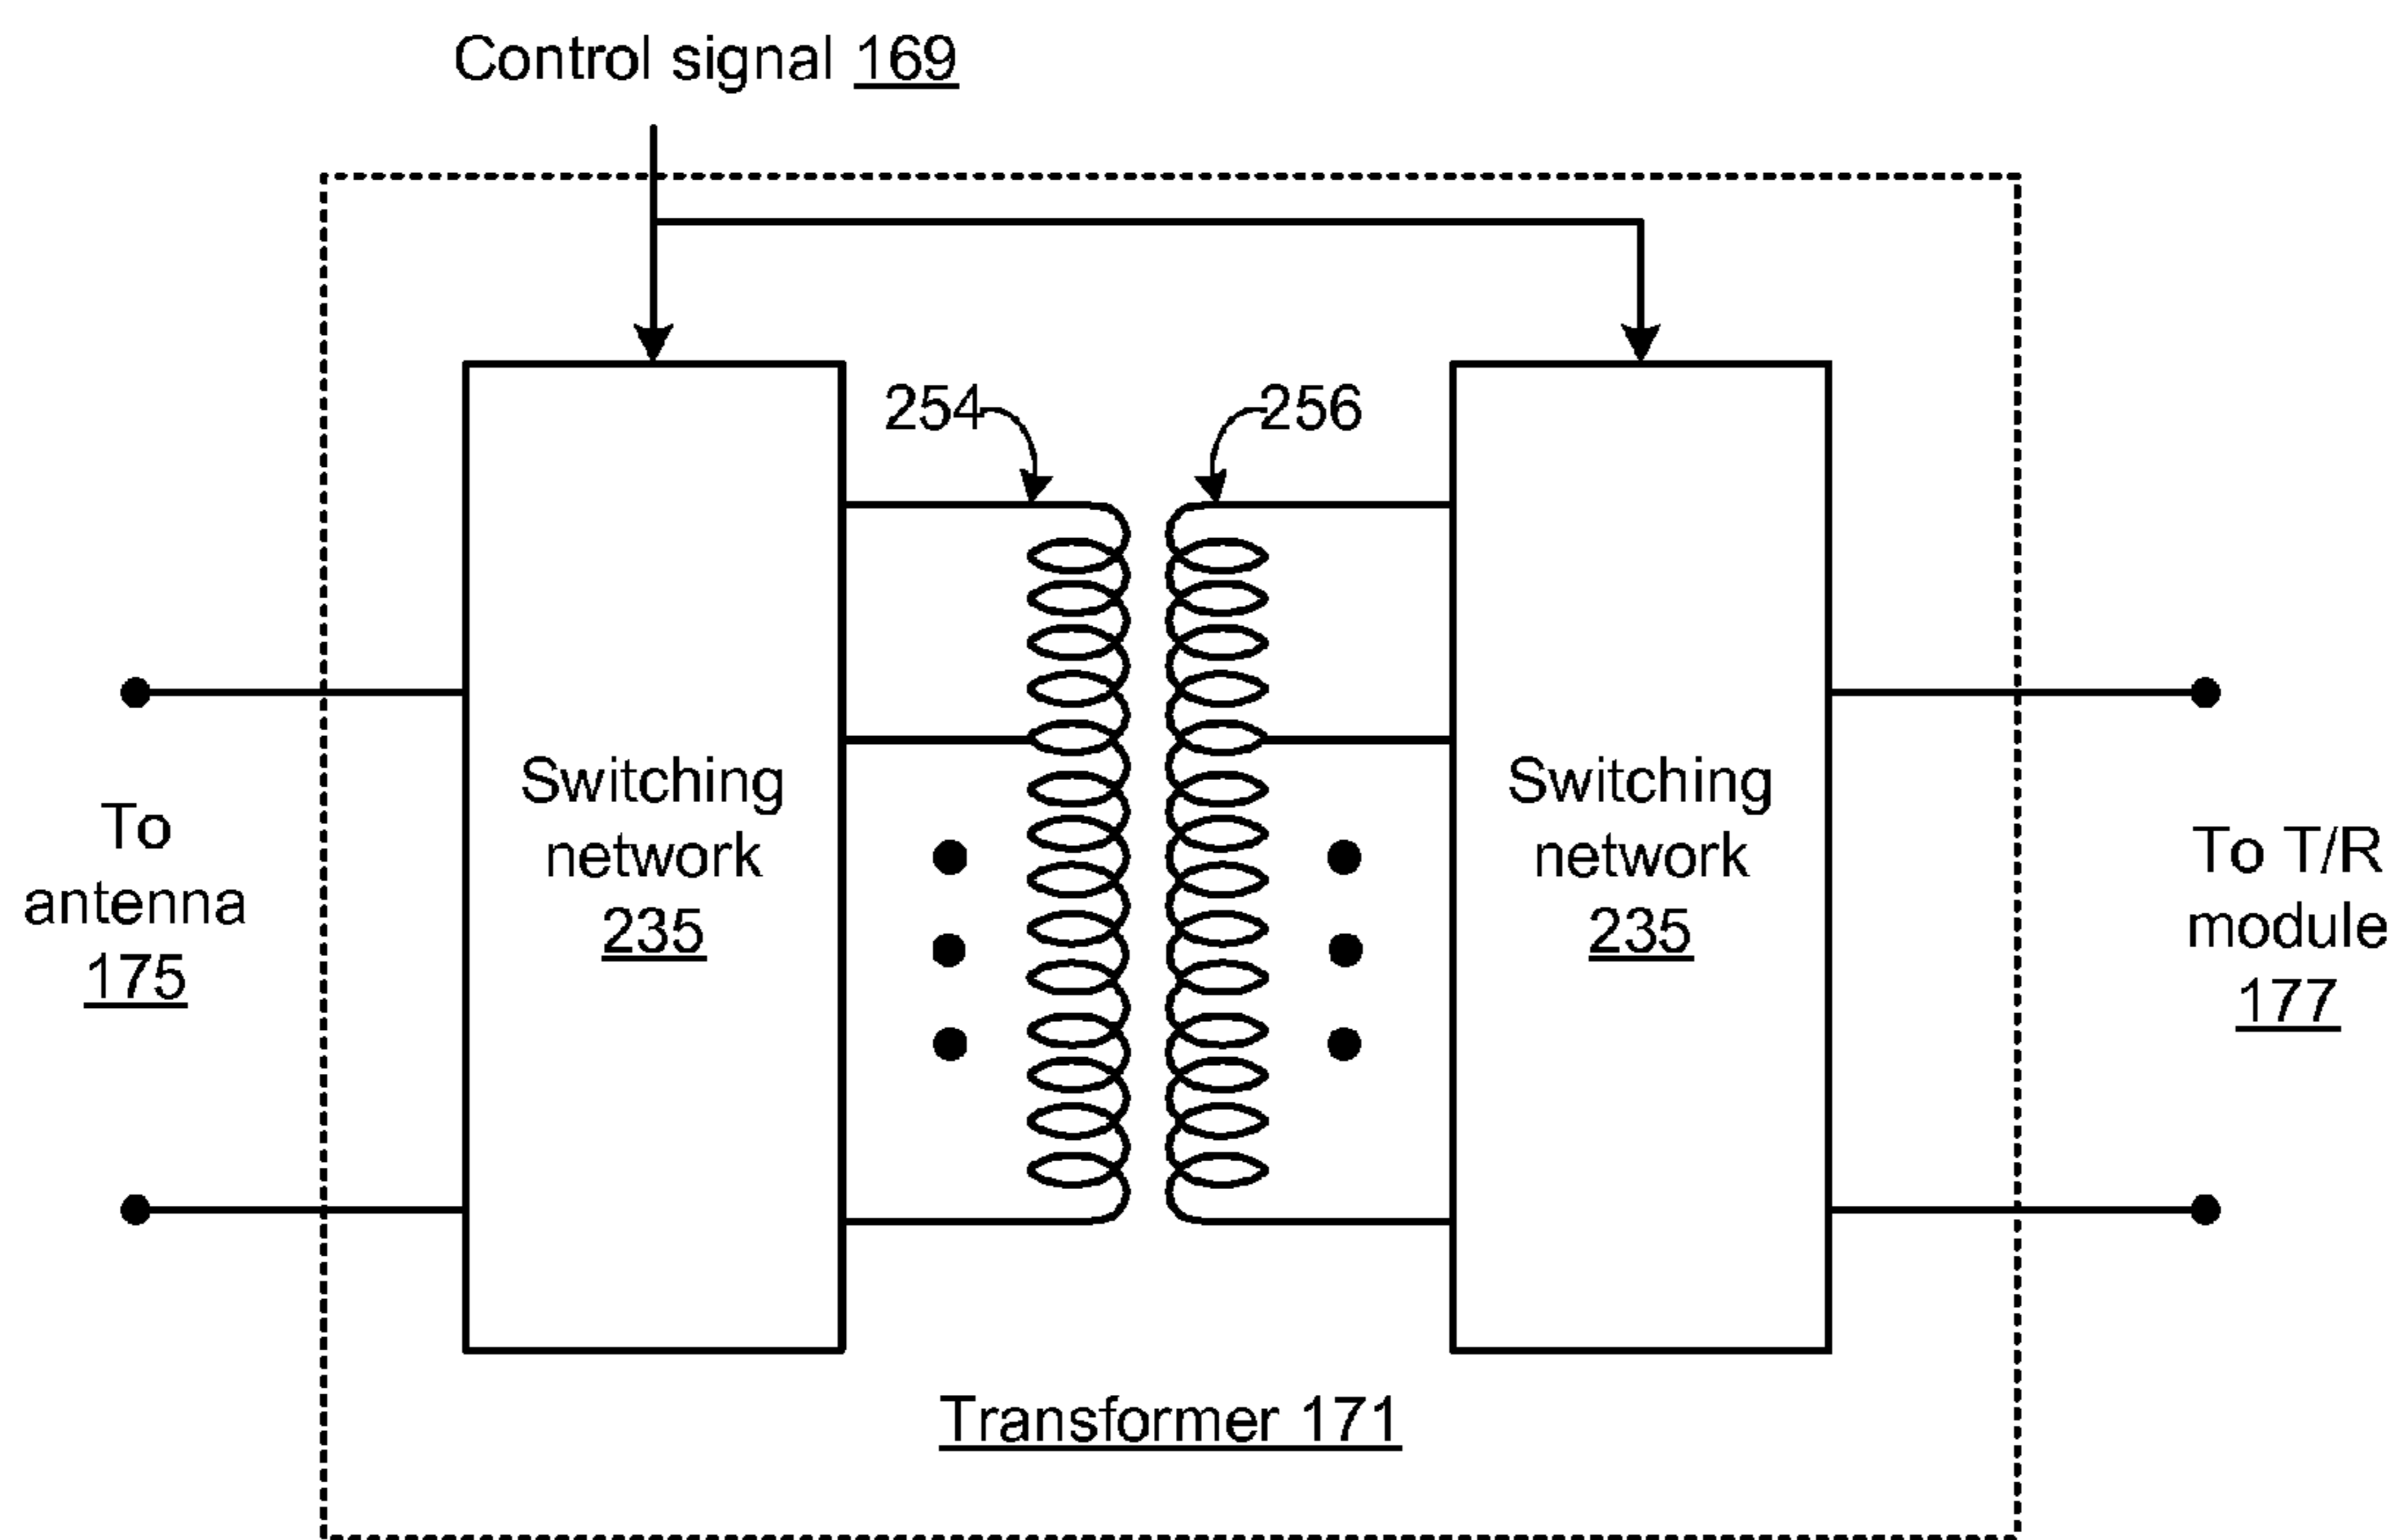 Control signal 169
254
256
Switching
network
235
Switching
network
235
To
antenna
175
To T/R
module
177
Transformer 171